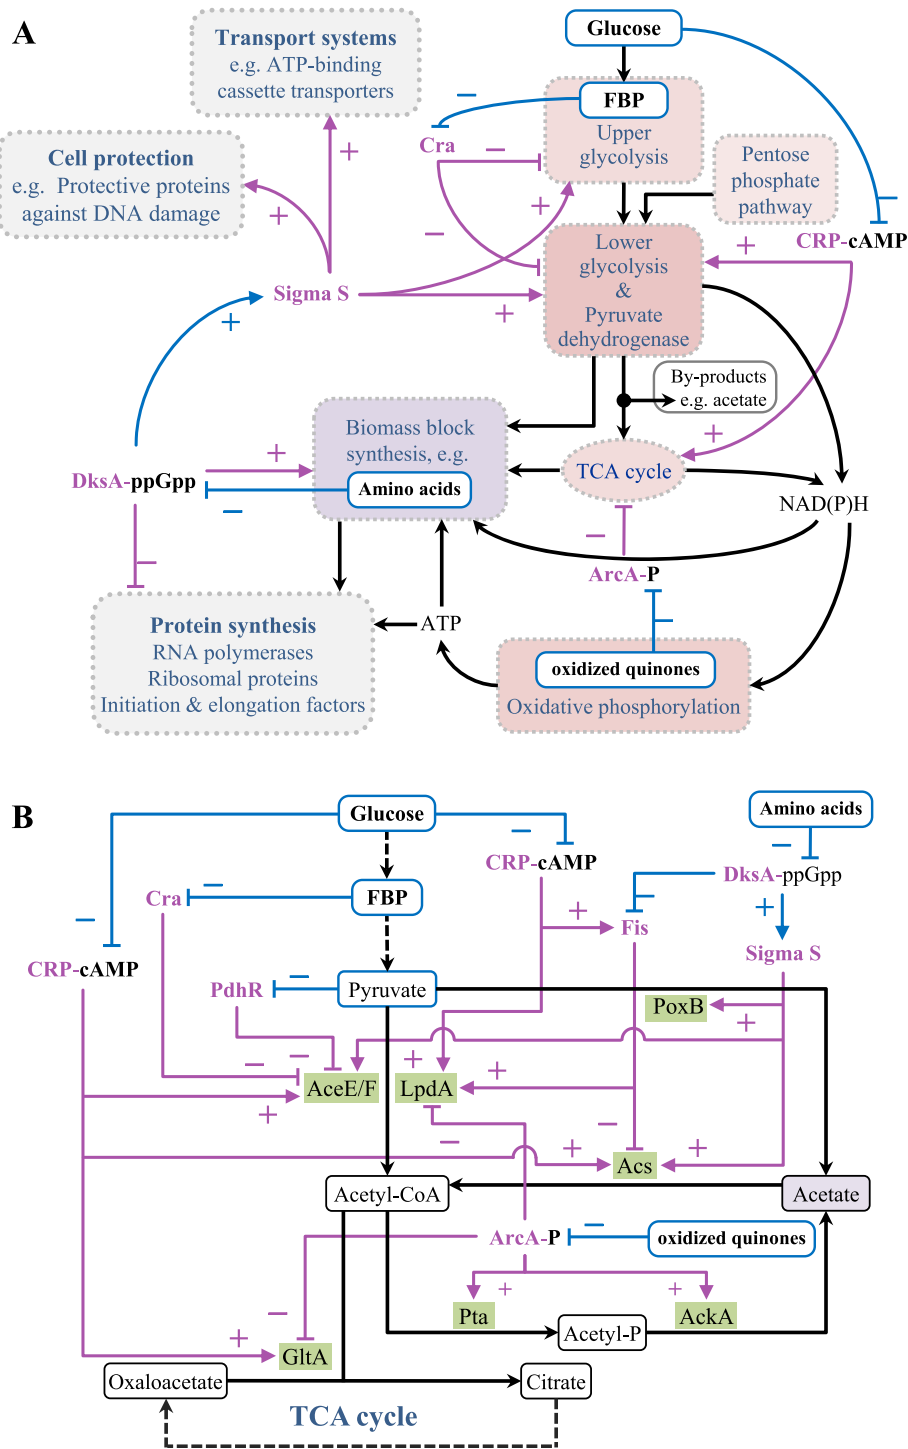 A
Transport systems
e.g. ATP-binding
cassette transporters
Glucose
FBP
Upper
glycolysis
Cra
Cell protection
e.g. Protective proteins
against DNA damage
Pentose
phosphate
pathway
CRP-cAMP
Lower
glycolysis
&
Pyruvate
dehydrogenase
Sigma S
By-products
e.g. acetate
Biomass block
synthesis, e.g.
Amino acids
TCA cycle
DksA-ppGpp
NAD(P)H
ArcA-P
Protein synthesis
RNA polymerases
Ribosomal proteins
Initiation & elongation factors
ATP
oxidized quinones
Oxidative phosphorylation
+
+
+
+
+
+
+
+
−
−
−
−
−
−
−
−
B
Glucose
Amino acids
CRP-cAMP
DksA-ppGpp
Cra
FBP
Fis
Sigma S
CRP-cAMP
PdhR
Pyruvate
PoxB
AceE/F
LpdA
Acs
Acetyl-CoA
Acetate
ArcA-P
oxidized quinones
Pta
AckA
Acetyl-P
GltA
Oxaloacetate
Citrate
TCA cycle
−
−
−
−
−
−
+
+
−
+
−
−
+
+
+
−
−
+
+
−
+
+
−
+